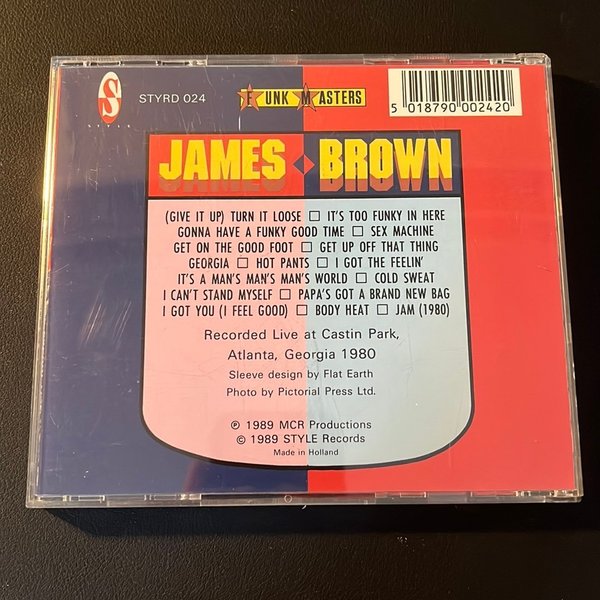 S
STYLE
STYRD 024
FUNK MASTERS
5 018790 002420
JAMES BROWN
(GIVE IT UP) TURN IT LOOSE □ IT'S TOO FUNKY IN HERE
GONNA HAVE A FUNKY GOOD TIME □ SEX MACHINE
GET ON THE GOOD FOOT □ GET UP OFF THAT THING
GEORGIA □ HOT PANTS □ I GOT THE FEELIN'
IT'S A MAN'S MAN'S MAN'S WORLD □ COLD SWEAT
I CAN'T STAND MYSELF □ PAPA'S GOT A BRAND NEW BAG
I GOT YOU (I FEEL GOOD) □ BODY HEAT □ JAM (1980)
Recorded Live at Castin Park,
Atlanta, Georgia 1980
Sleeve design by Flat Earth
Photo by Pictorial Press Ltd.
℗ 1989 MCR Productions
© 1989 STYLE Records
Made in Holland